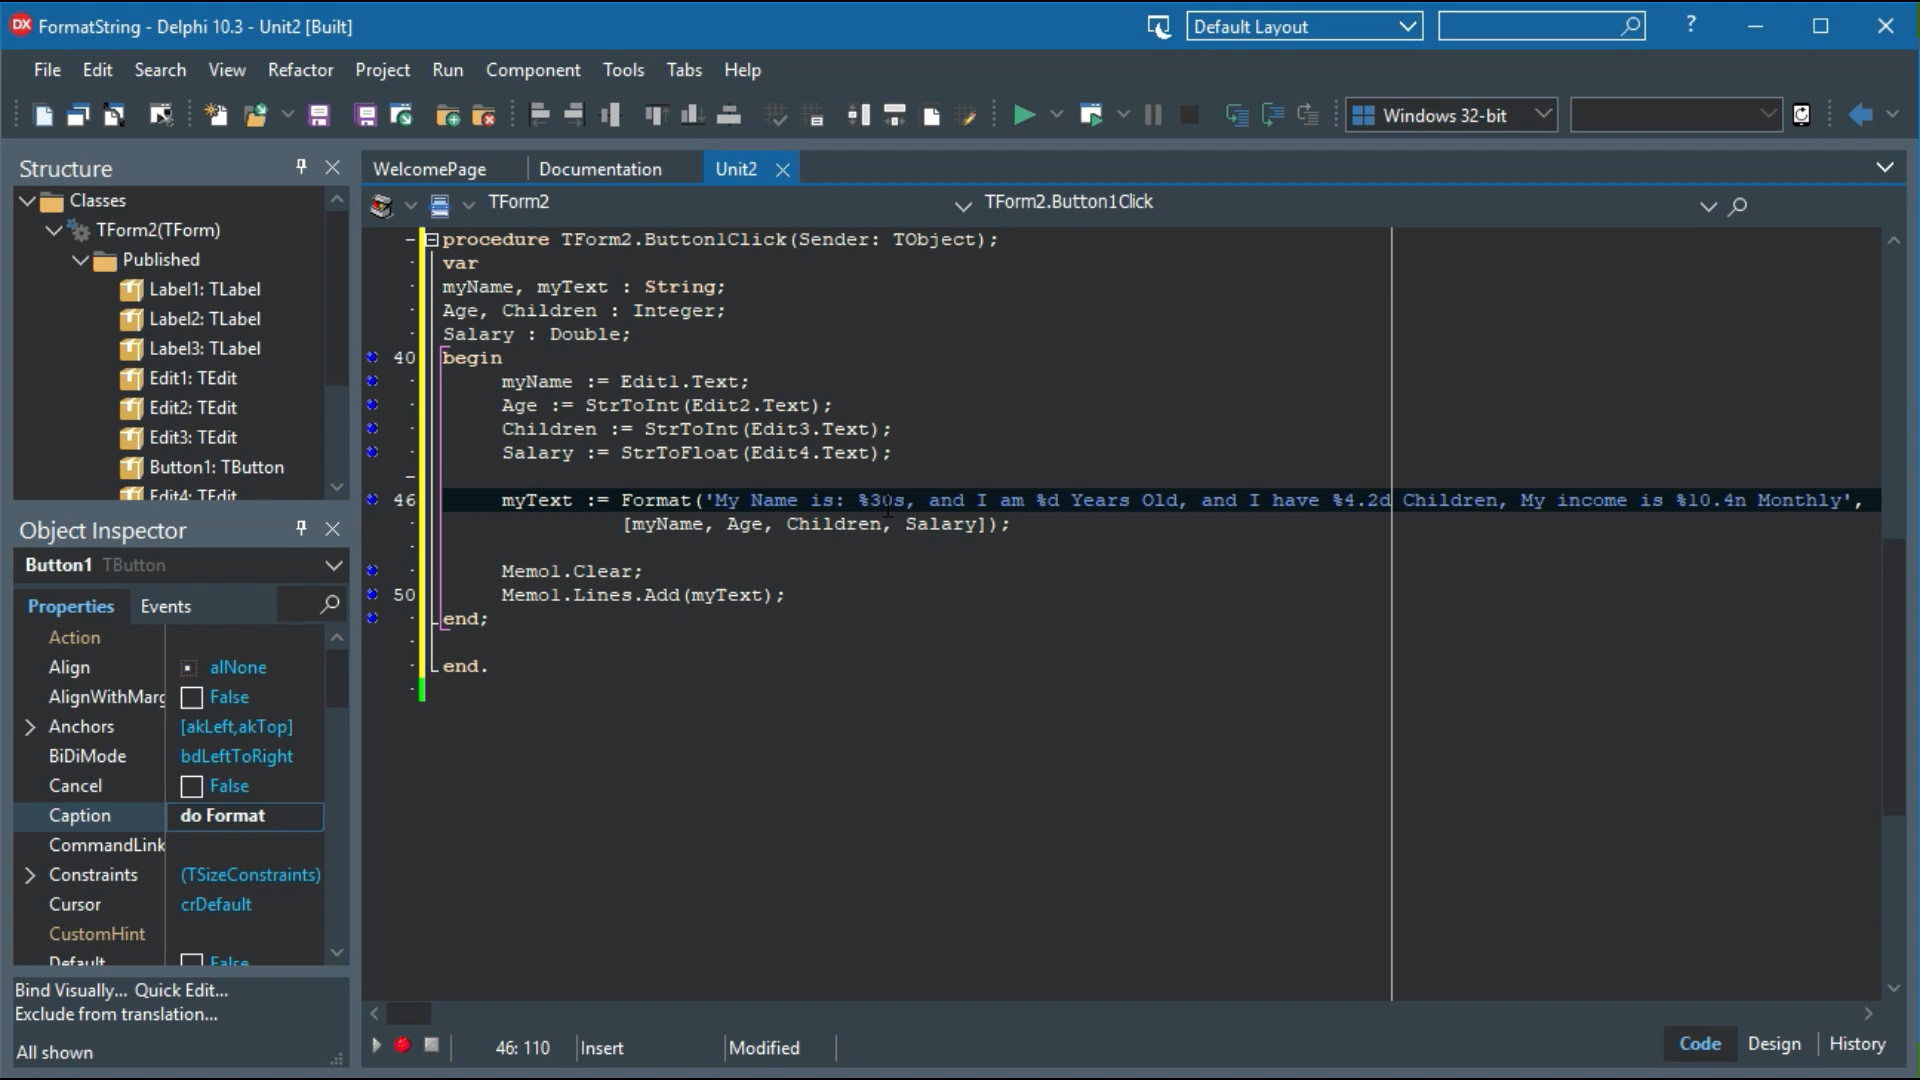 DX FormatString - Delphi 10.3 - Unit2 [Built]
Default Layout
?
File Edit Search View Refactor Project Run Component Tools Tabs Help
Windows 32-bit
Structure
Classes
TForm2(TForm)
Published
Label1: TLabel
Label2: TLabel
Label3: TLabel
Edit1: TEdit
Edit2: TEdit
Edit3: TEdit
Button1: TButton
Edit4: TEdit
Object Inspector
Button1 TButton
Properties Events
Action
Align alNone
AlignWithMarg False
Anchors [akLeft,akTop]
BiDiMode bdLeftToRight
Cancel False
Caption do Format
CommandLink
Constraints (TSizeConstraints)
Cursor crDefault
CustomHint
Default False
Bind Visually... Quick Edit...
Exclude from translation...
All shown
WelcomePage Documentation Unit2
TForm2 TForm2.Button1Click
procedure TForm2.Button1Click(Sender: TObject);
var
myName, myText : String;
Age, Children : Integer;
Salary : Double;
40 begin
myName := Edit1.Text;
Age := StrToInt(Edit2.Text);
Children := StrToInt(Edit3.Text);
Salary := StrToFloat(Edit4.Text);
46 myText := Format('My Name is: %30s, and I am %d Years Old, and I have %4.2d Children, My income is %10.4n Monthly',
[myName, Age, Children, Salary]);
Memo1.Clear;
50 Memo1.Lines.Add(myText);
end;
end.
46: 110 Insert Modified
Code Design History